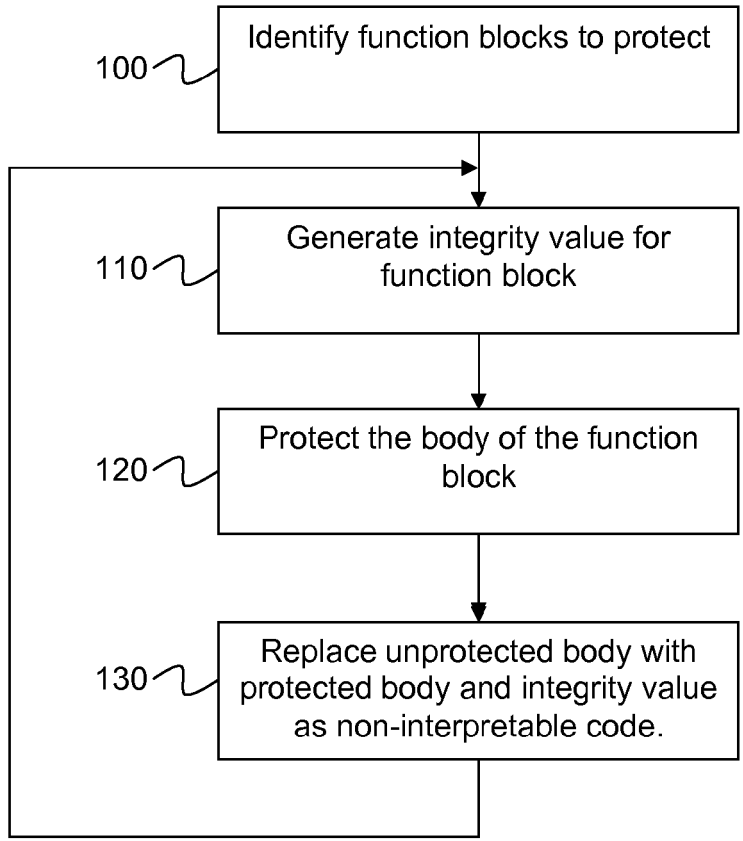 Identify function blocks to protect
100
Generate integrity value for
function block
110
Protect the body of the function
block
120
Replace unprotected body with
protected body and integrity value
as non-interpretable code.
130